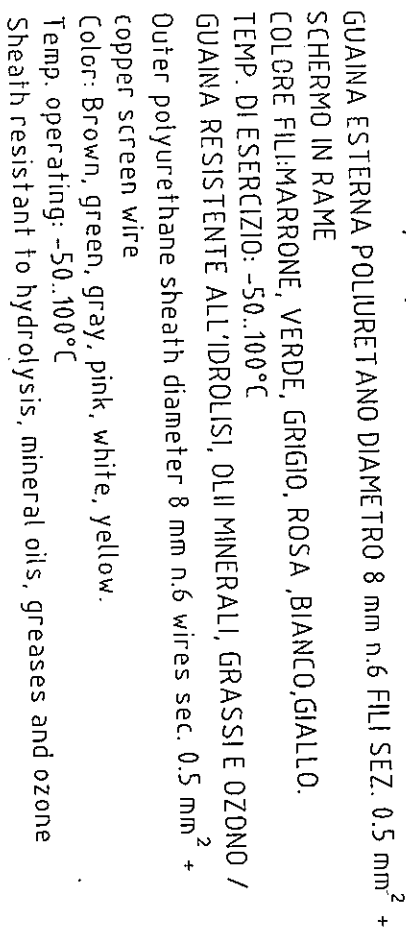 GUAINA ESTERNA POLIURETANO DIAMETRO 8 mm n.6 FILI SEZ. 0.5 mm² +
SCHERMO IN RAME
COLORE FILI:MARRONE, VERDE, GRIGIO, ROSA ,BIANCO,GIALLO.
TEMP. DI ESERCIZIO: -50..100°C
GUAINA RESISTENTE ALL'IDROLISI, OLII MINERALI, GRASSI E OZONO /
Outer polyurethane sheath diameter 8 mm n.6 wires sec. 0.5 mm² +
copper screen wire
Color: Brown, green, gray, pink, white, yellow.
Temp. operating: -50..100°C
Sheath resistant to hydrolysis, mineral oils, greases and ozone